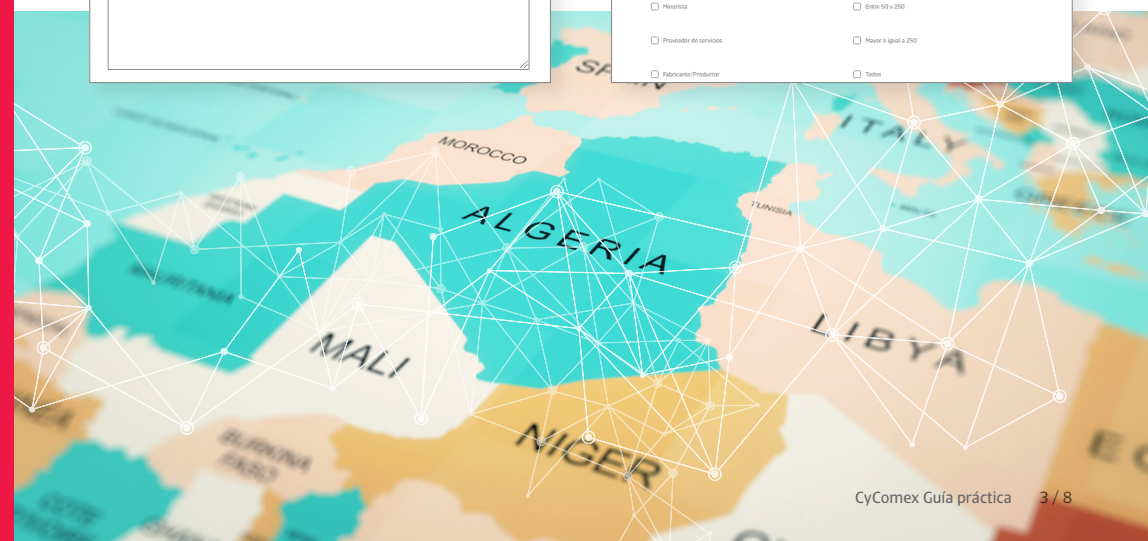 Minorista
Entre 50 y 250
Proveedor de servicios
Mayor o igual a 250
Fabricante/Productor
Todos
SPAIN
MOROCCO
ITALY
ALGERIA
TUNISIA
MAURITANIA
LIBYA
MALI
NIGER
BURKINA
FASO
CyComex Guía práctica 3 / 8